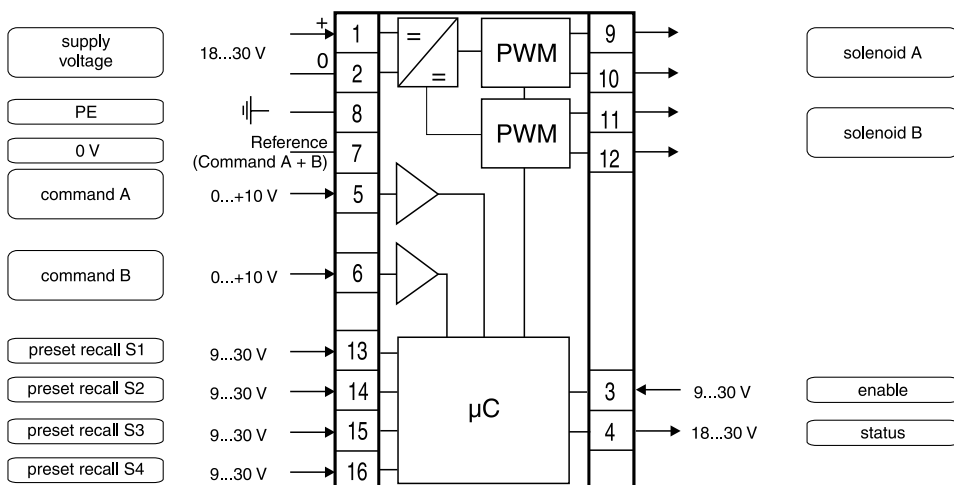 supply voltage
18...30 V
+
0
1
2
=
=
PWM
9
10
solenoid A
PE
8
PWM
11
12
solenoid B
0 V
Reference
(Command A + B)
7
command A
0...+10 V
5
command B
0...+10 V
6
preset recall S1
9...30 V
13
preset recall S2
9...30 V
14
µC
3
9...30 V
enable
preset recall S3
9...30 V
15
4
18...30 V
status
preset recall S4
9...30 V
16